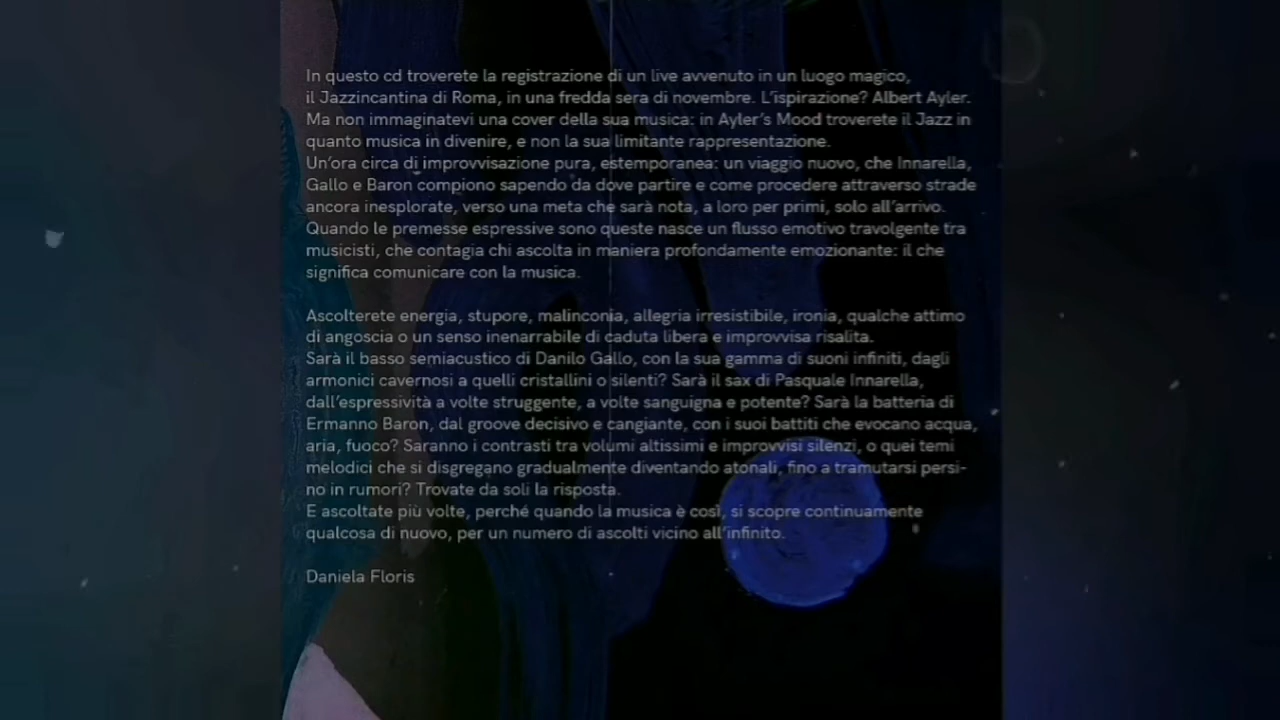 In questo cd troverete la registrazione di un live avvenuto in un luogo magico,
il Jazzincantina di Roma, in una fredda sera di novembre. L'ispirazione? Albert Ayler.
Ma non immaginatevi una cover della sua musica: in Ayler's Mood troverete il Jazz in
quanto musica in divenire, e non la sua limitante rappresentazione.
Un'ora circa di improvvisazione pura, estemporanea: un viaggio nuovo, che Innarella,
Gallo e Baron compiono sapendo da dove partire e come procedere attraverso strade
ancora inesplorate, verso una meta che sarà nota, a loro per primi, solo all'arrivo.
Quando le premesse espressive sono queste nasce un flusso emotivo travolgente tra
musicisti, che contagia chi ascolta in maniera profondamente emozionante: il che
significa comunicare con la musica.
Ascolterete energia, stupore, malinconia, allegria irresistibile, ironia, qualche attimo
di angoscia o un senso inenarrabile di caduta libera e improvvisa risalita.
Sarà il basso semiacustico di Danilo Gallo, con la sua gamma di suoni infiniti, dagli
armonici cavernosi a quelli cristallini o silenti? Sarà il sax di Pasquale Innarella,
dall'espressività a volte struggente, a volte sanguigna e potente? Sarà la batteria di
Ermanno Baron, dal groove decisivo e cangiante, con i suoi battiti che evocano acqua,
aria, fuoco? Saranno i contrasti tra volumi altissimi e improvvisi silenzi, o quei temi
melodici che si disgregano gradualmente diventando atonali, fino a tramutarsi persi-
no in rumori? Trovate da soli la risposta.
E ascoltate più volte, perché quando la musica è così, si scopre continuamente
qualcosa di nuovo, per un numero di ascolti vicino all'infinito.
Daniela Floris